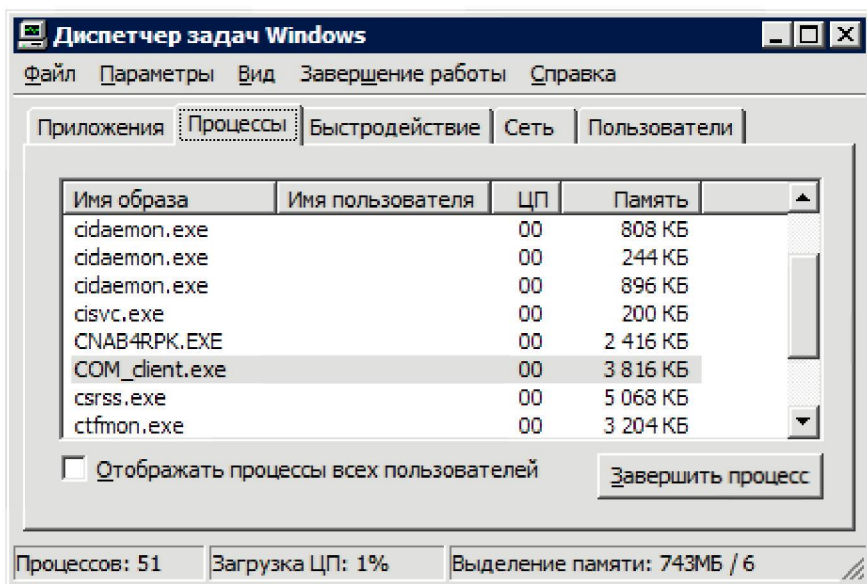 Диспетчер задач Windows
Файл Параметры Вид Завершение работы Справка
Приложения Процессы Быстродействие Сеть Пользователи
Имя образа Имя пользователя ЦП Память
cidaemon.exe 00 808 КБ
cidaemon.exe 00 244 КБ
cidaemon.exe 00 896 КБ
cisvc.exe 00 200 КБ
CNAB4RPK.EXE 00 2 416 КБ
COM_client.exe 00 3 816 КБ
csrss.exe 00 5 068 КБ
ctfmon.exe 00 3 204 КБ
Отображать процессы всех пользователей Завершить процесс
Процессов: 51 Загрузка ЦП: 1% Выделение памяти: 743МБ / 6